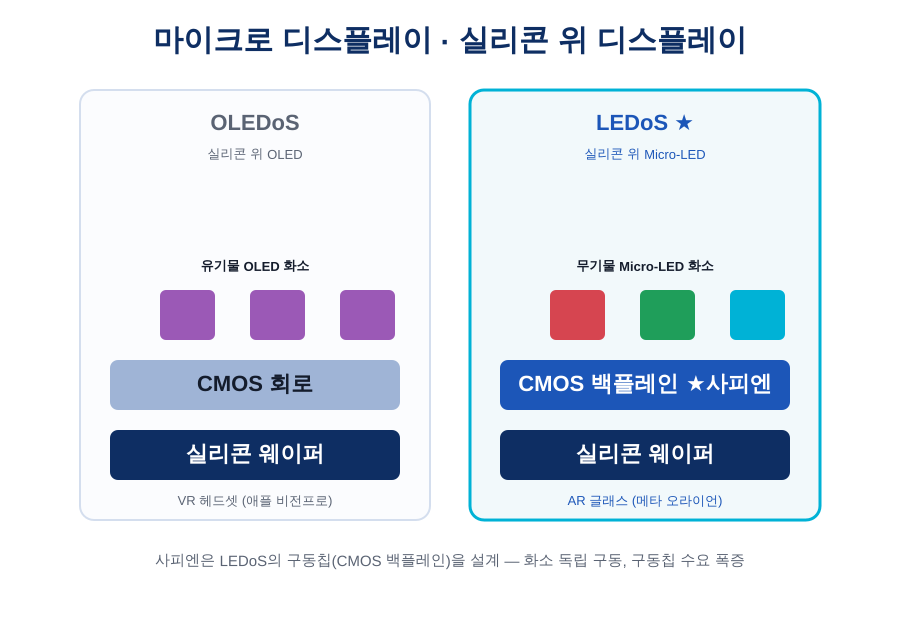 마이크로 디스플레이 · 실리콘 위 디스플레이
OLEDoS
실리콘 위 OLED
유기물 OLED 화소
CMOS 회로
실리콘 웨이퍼
VR 헤드셋 (애플 비전프로)
LEDoS ★
실리콘 위 Micro-LED
무기물 Micro-LED 화소
CMOS 백플레인 ★사피엔
실리콘 웨이퍼
AR 글래스 (메타 오라이언)
사피엔은 LEDoS의 구동칩(CMOS 백플레인)을 설계 — 화소 독립 구동, 구동칩 수요 폭증